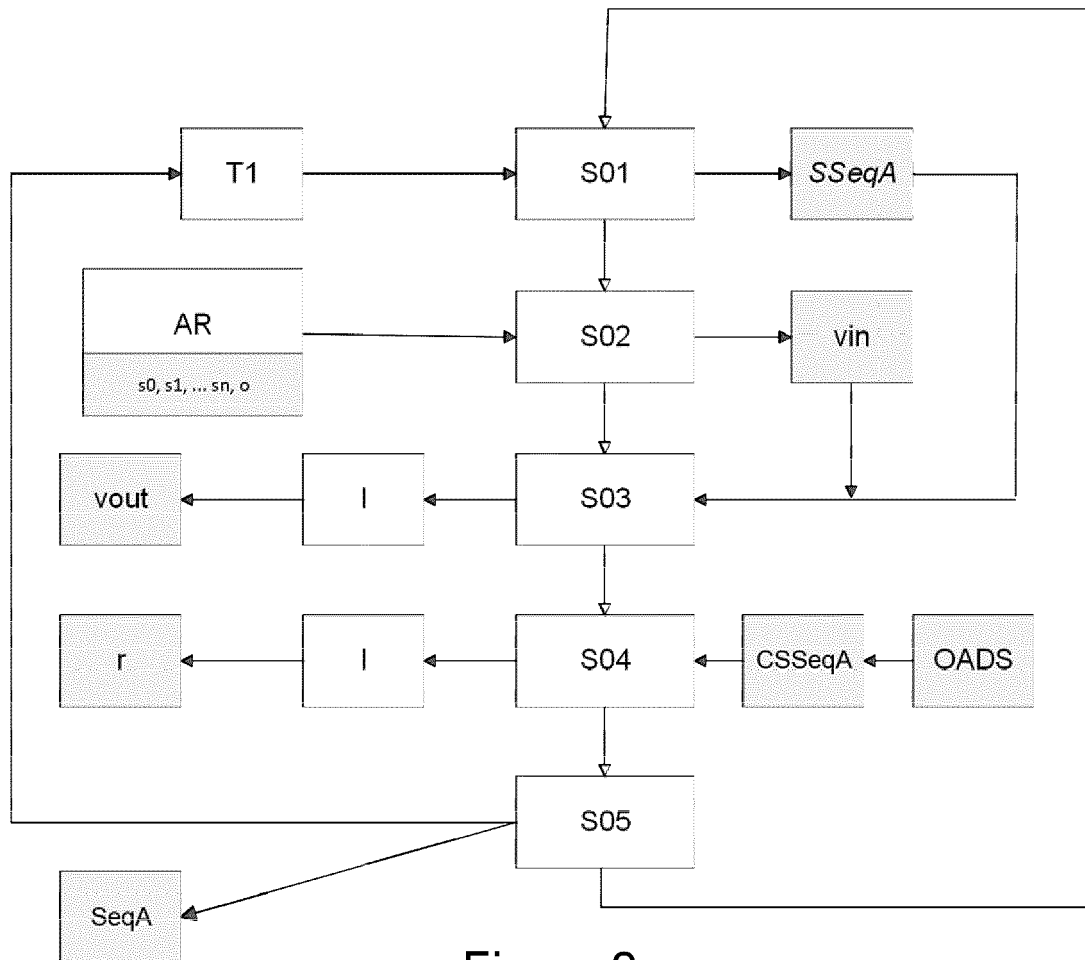 T1
S01
SSeqA
AR
s0, s1, ... sn, o
S02
vin
vout
I
S03
r
I
S04
CSSeqA
OADS
S05
SeqA